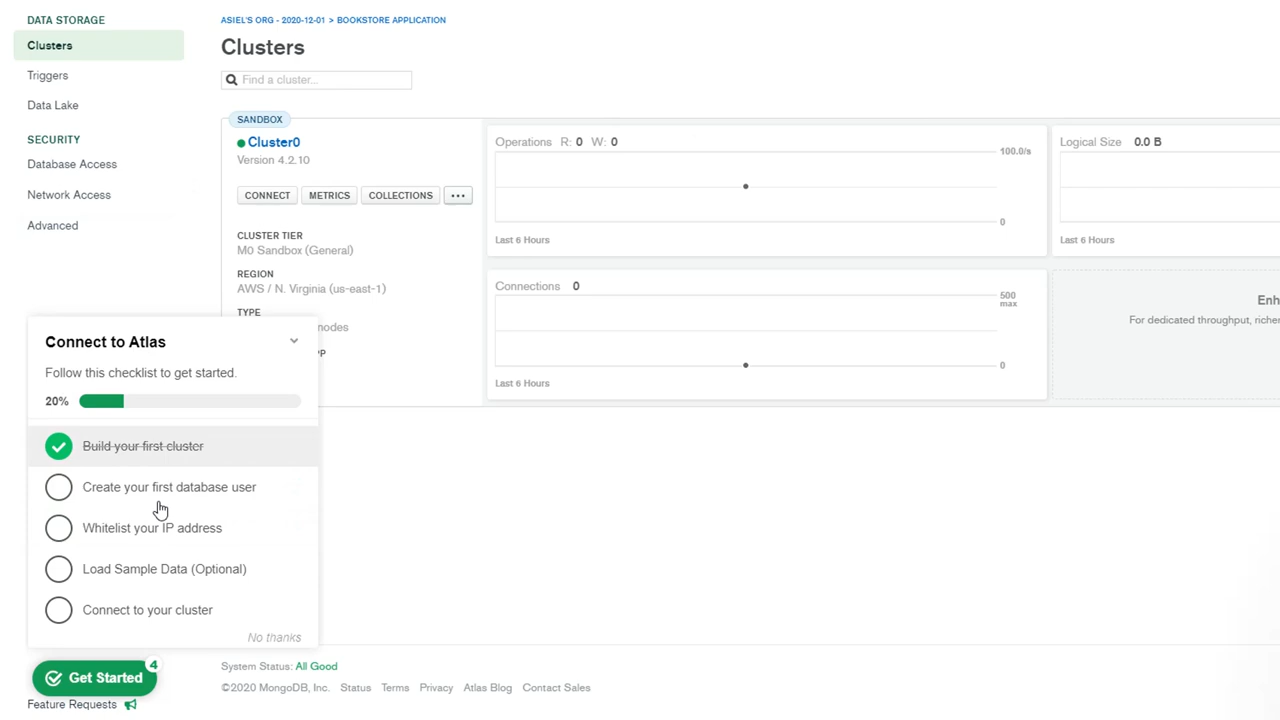 DATA STORAGE
Clusters
Triggers
Data Lake
SECURITY
Database Access
Network Access
Advanced
ASIEL'S ORG - 2020-12-01 > BOOKSTORE APPLICATION
Clusters
Find a cluster...
SANDBOX
Cluster0
Version 4.2.10
CONNECT METRICS COLLECTIONS ...
CLUSTER TIER
M0 Sandbox (General)
REGION
AWS / N. Virginia (us-east-1)
TYPE
nodes
PP
Operations R: 0 W: 0
100.0/s
0
Last 6 Hours
Logical Size 0.0 B
Last 6 Hours
Connections 0
500
max
0
Last 6 Hours
Enh
For dedicated throughput, riche
Connect to Atlas
Follow this checklist to get started.
20%
Build your first cluster
Create your first database user
Whitelist your IP address
Load Sample Data (Optional)
Connect to your cluster
No thanks
Get Started 4
Feature Requests
System Status: All Good
©2020 MongoDB, Inc. Status Terms Privacy Atlas Blog Contact Sales